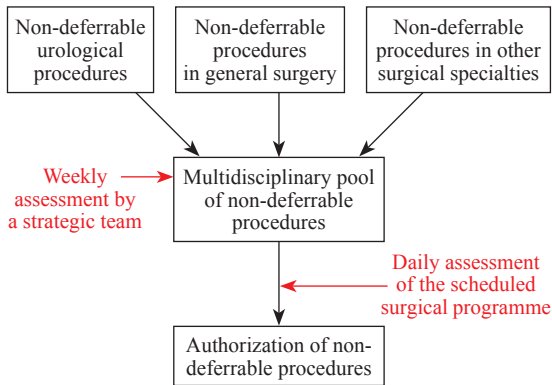 Non-deferrable
urological
procedures
Non-deferrable
procedures
in general surgery
Non-deferrable
procedures in other
surgical specialties
Weekly
assessment by
a strategic team
Multidisciplinary pool
of non-deferrable
procedures
Daily assessment
of the scheduled
surgical programme
Authorization of non-
deferrable procedures